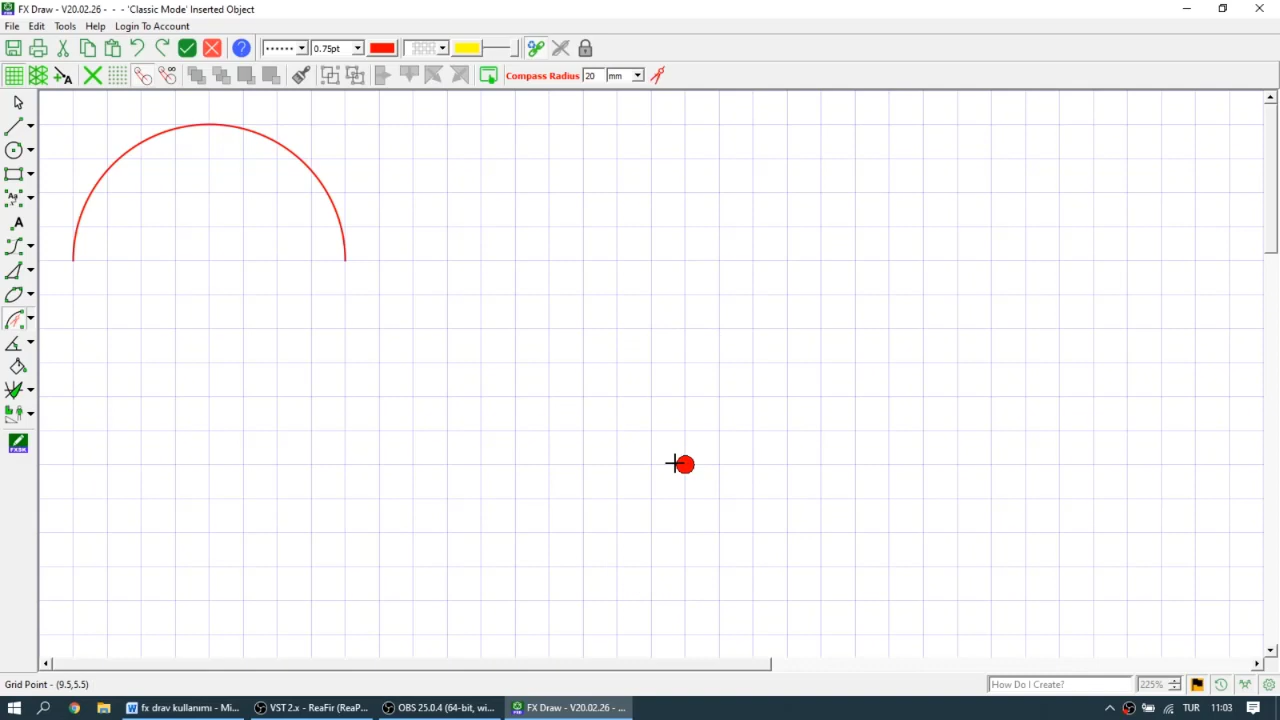 FX Draw - V20.02.26 - - - 'Classic Mode' Inserted Object
File Edit Tools Help Login To Account
0.75pt
Compass Radius 20 mm
A
Ag
A
FXDR
Grid Point - (9.5,5.5)
How Do I Create? 225%
fx drav kullanımı - Mi... VST 2.x - ReaFir (ReaP... OBS 25.0.4 (64-bit, wi... FX Draw - V20.02.26 - ... TUR 11:03